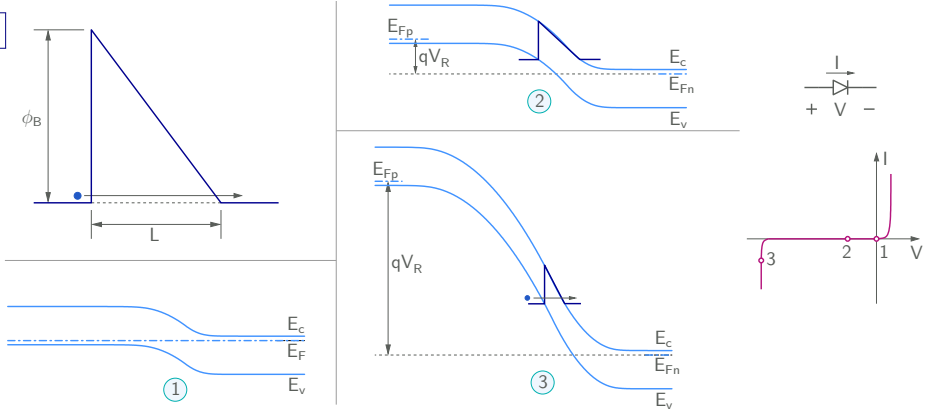 ϕB
L
Ec
EF
Ev
1
EFp
qVR
Ec
EFn
Ev
2
EFp
qVR
Ec
EFn
Ev
3
I
+ V −
I
V
3 2 1